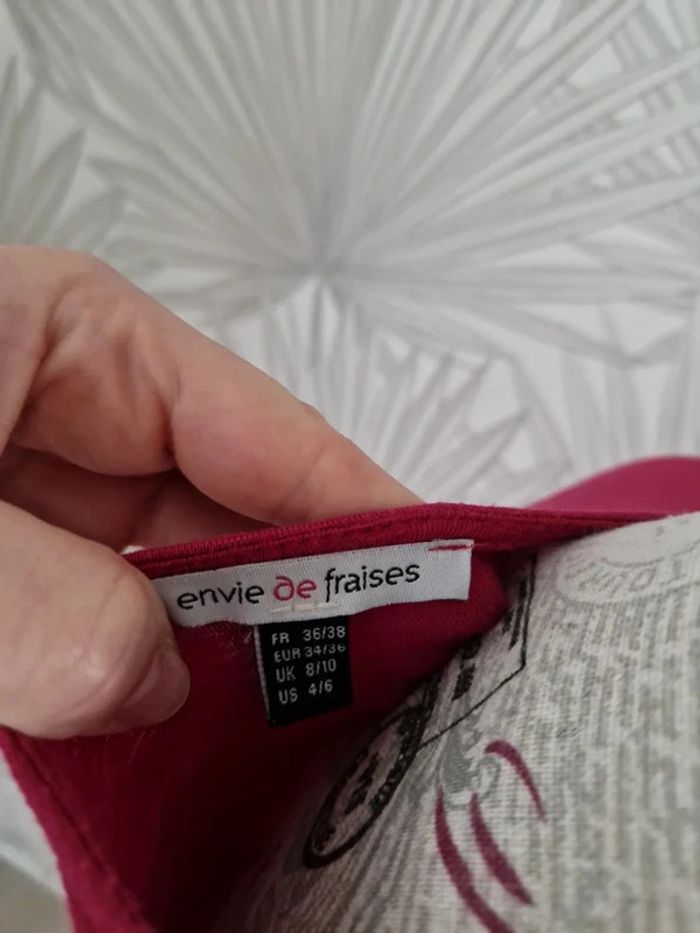 envie de fraises
FR 36/38
EUR 34/36
UK 8/10
US 4/6